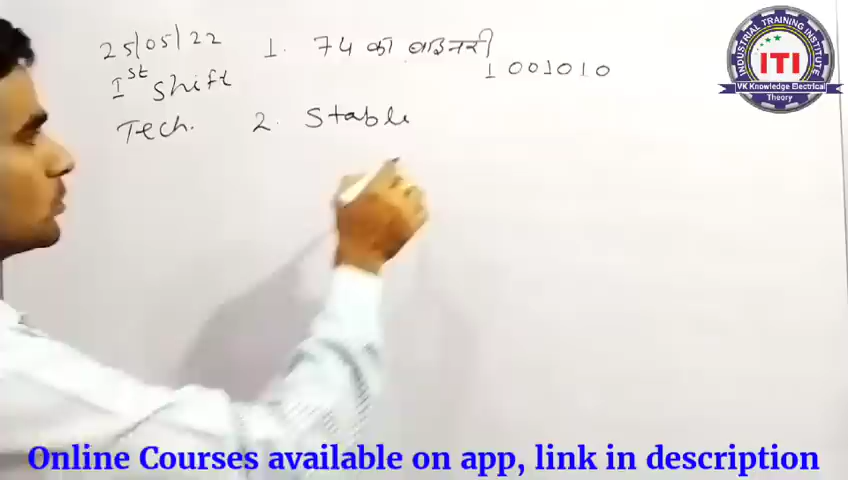 25/05/22
Ist shift
Tech.
1. 74 का बाइनरी
1001010
2. Stable
INDUSTRIAL TRAINING INSTITUTE
ITI
VK Knowledge Electrical
Theory
Online Courses available on app, link in description